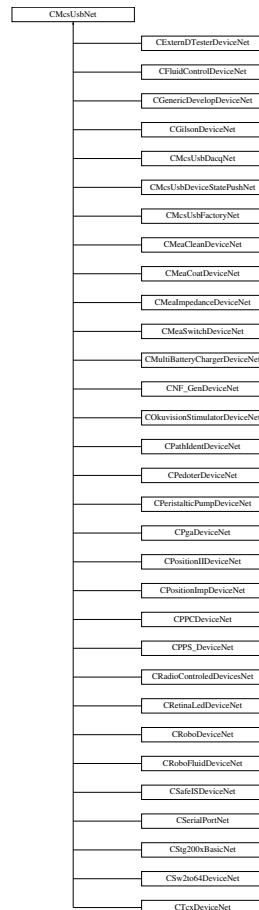 CMcsUsbNet
CExternDTesterDeviceNet
CFluidControlDeviceNet
CGenericDevelopDeviceNet
CGilsonDeviceNet
CMcsUsbDacqNet
CMcsUsbDeviceStatePushNet
CMcsUsbFactoryNet
CMeaCleanDeviceNet
CMeaCoatDeviceNet
CMeaImpedanceDeviceNet
CMeaSwitchDeviceNet
CMultiBatteryChargerDeviceNet
CNF_GenDeviceNet
COkuvisionStimulatorDeviceNet
CPathIdentDeviceNet
CPedoterDeviceNet
CPeristalticPumpDeviceNet
CPgaDeviceNet
CPositionIIDeviceNet
CPositionImpDeviceNet
CPPCDeviceNet
CPPS_DeviceNet
CRadioControledDevicesNet
CRetinaLedDeviceNet
CRoboDeviceNet
CRoboFluidDeviceNet
CSafeISDeviceNet
CSerialPortNet
CStg200xBasicNet
CSw2to64DeviceNet
CTcxDeviceNet